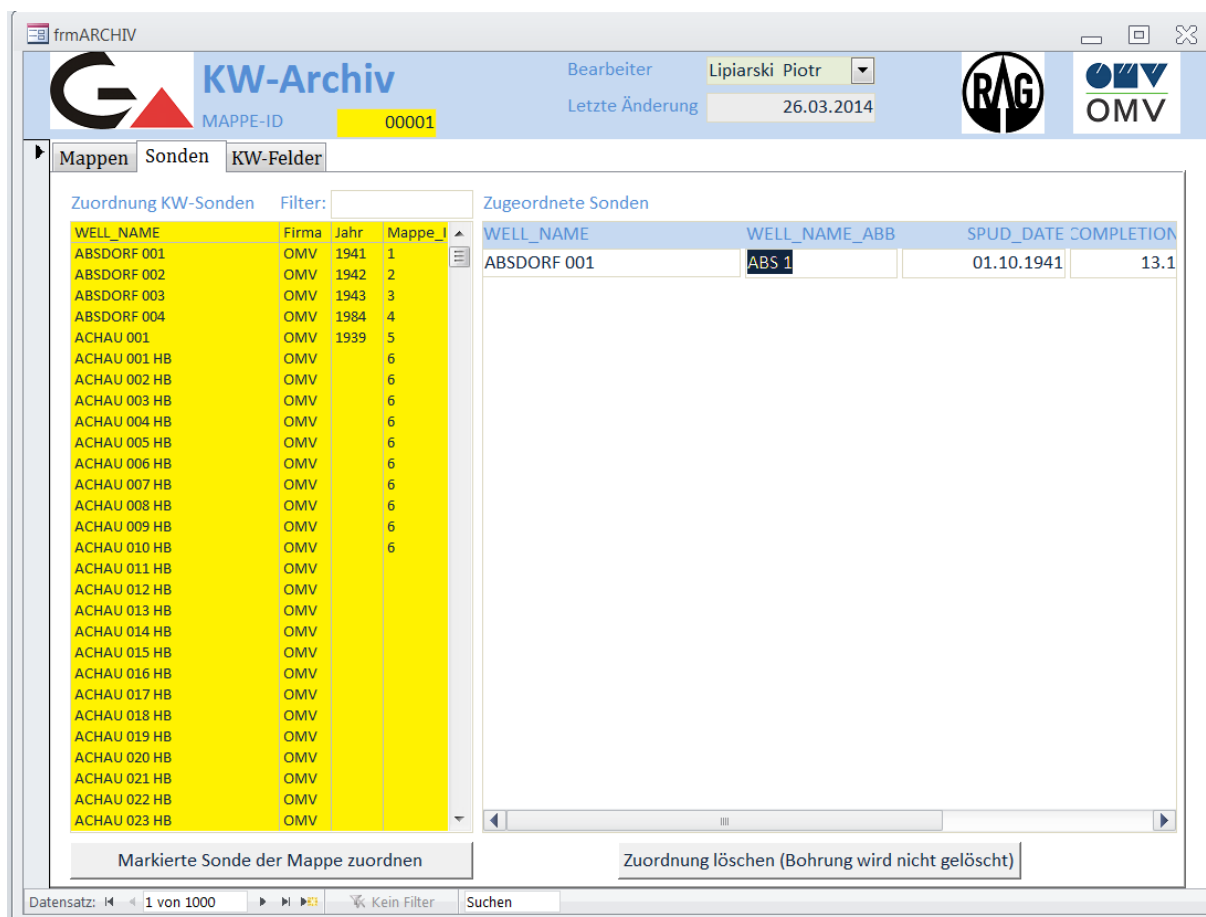 frmARCHIV
KW-Archiv
Bearbeiter Lipiarski Piotr
Letzte Änderung 26.03.2014
MAPPE-ID 00001
RAG
OMV
Mappen Sonden KW-Felder
Zuordnung KW-Sonden Filter:
WELL_NAME Firma Jahr Mappe_I
ABSDORF 001 OMV 1941 1
ABSDORF 002 OMV 1942 2
ABSDORF 003 OMV 1943 3
ABSDORF 004 OMV 1984 4
ACHAU 001 OMV 1939 5
ACHAU 001 HB OMV 6
ACHAU 002 HB OMV 6
ACHAU 003 HB OMV 6
ACHAU 004 HB OMV 6
ACHAU 005 HB OMV 6
ACHAU 006 HB OMV 6
ACHAU 007 HB OMV 6
ACHAU 008 HB OMV 6
ACHAU 009 HB OMV 6
ACHAU 010 HB OMV 6
ACHAU 011 HB OMV
ACHAU 012 HB OMV
ACHAU 013 HB OMV
ACHAU 014 HB OMV
ACHAU 015 HB OMV
ACHAU 016 HB OMV
ACHAU 017 HB OMV
ACHAU 018 HB OMV
ACHAU 019 HB OMV
ACHAU 020 HB OMV
ACHAU 021 HB OMV
ACHAU 022 HB OMV
ACHAU 023 HB OMV
Markierte Sonde der Mappe zuordnen
Zugeordnete Sonden
WELL_NAME WELL_NAME_ABB SPUD_DATE COMPLETION
ABSDORF 001 ABS 1 01.10.1941 13.1
Zuordnung löschen (Bohrung wird nicht gelöscht)
Datensatz: 1 von 1000 Kein Filter Suchen